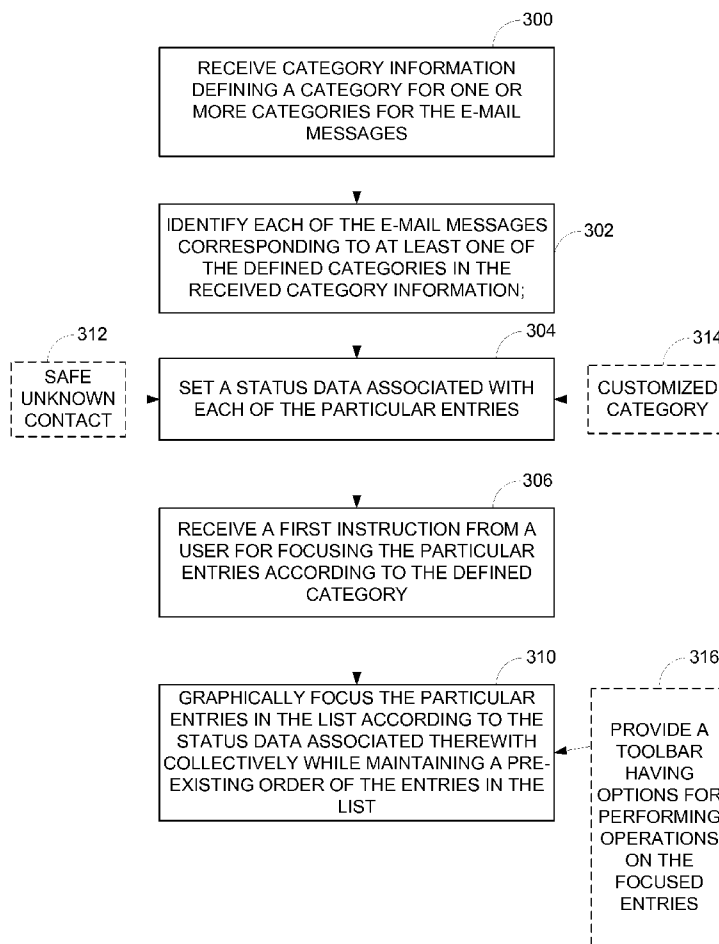 300
RECEIVE CATEGORY INFORMATION
DEFINING A CATEGORY FOR ONE OR
MORE CATEGORIES FOR THE E-MAIL
MESSAGES
IDENTIFY EACH OF THE E-MAIL MESSAGES
CORRESPONDING TO AT LEAST ONE OF
THE DEFINED CATEGORIES IN THE
RECEIVED CATEGORY INFORMATION;
302
312
SAFE
UNKNOWN
CONTACT
304
SET A STATUS DATA ASSOCIATED WITH
EACH OF THE PARTICULAR ENTRIES
314
CUSTOMIZED
CATEGORY
306
RECEIVE A FIRST INSTRUCTION FROM A
USER FOR FOCUSING THE PARTICULAR
ENTRIES ACCORDING TO THE DEFINED
CATEGORY
310
GRAPHICALLY FOCUS THE PARTICULAR
ENTRIES IN THE LIST ACCORDING TO THE
STATUS DATA ASSOCIATED THEREWITH
COLLECTIVELY WHILE MAINTAINING A PRE-
EXISTING ORDER OF THE ENTRIES IN THE
LIST
316
PROVIDE A
TOOLBAR
HAVING
OPTIONS FOR
PERFORMING
OPERATIONS
ON THE
FOCUSED
ENTRIES